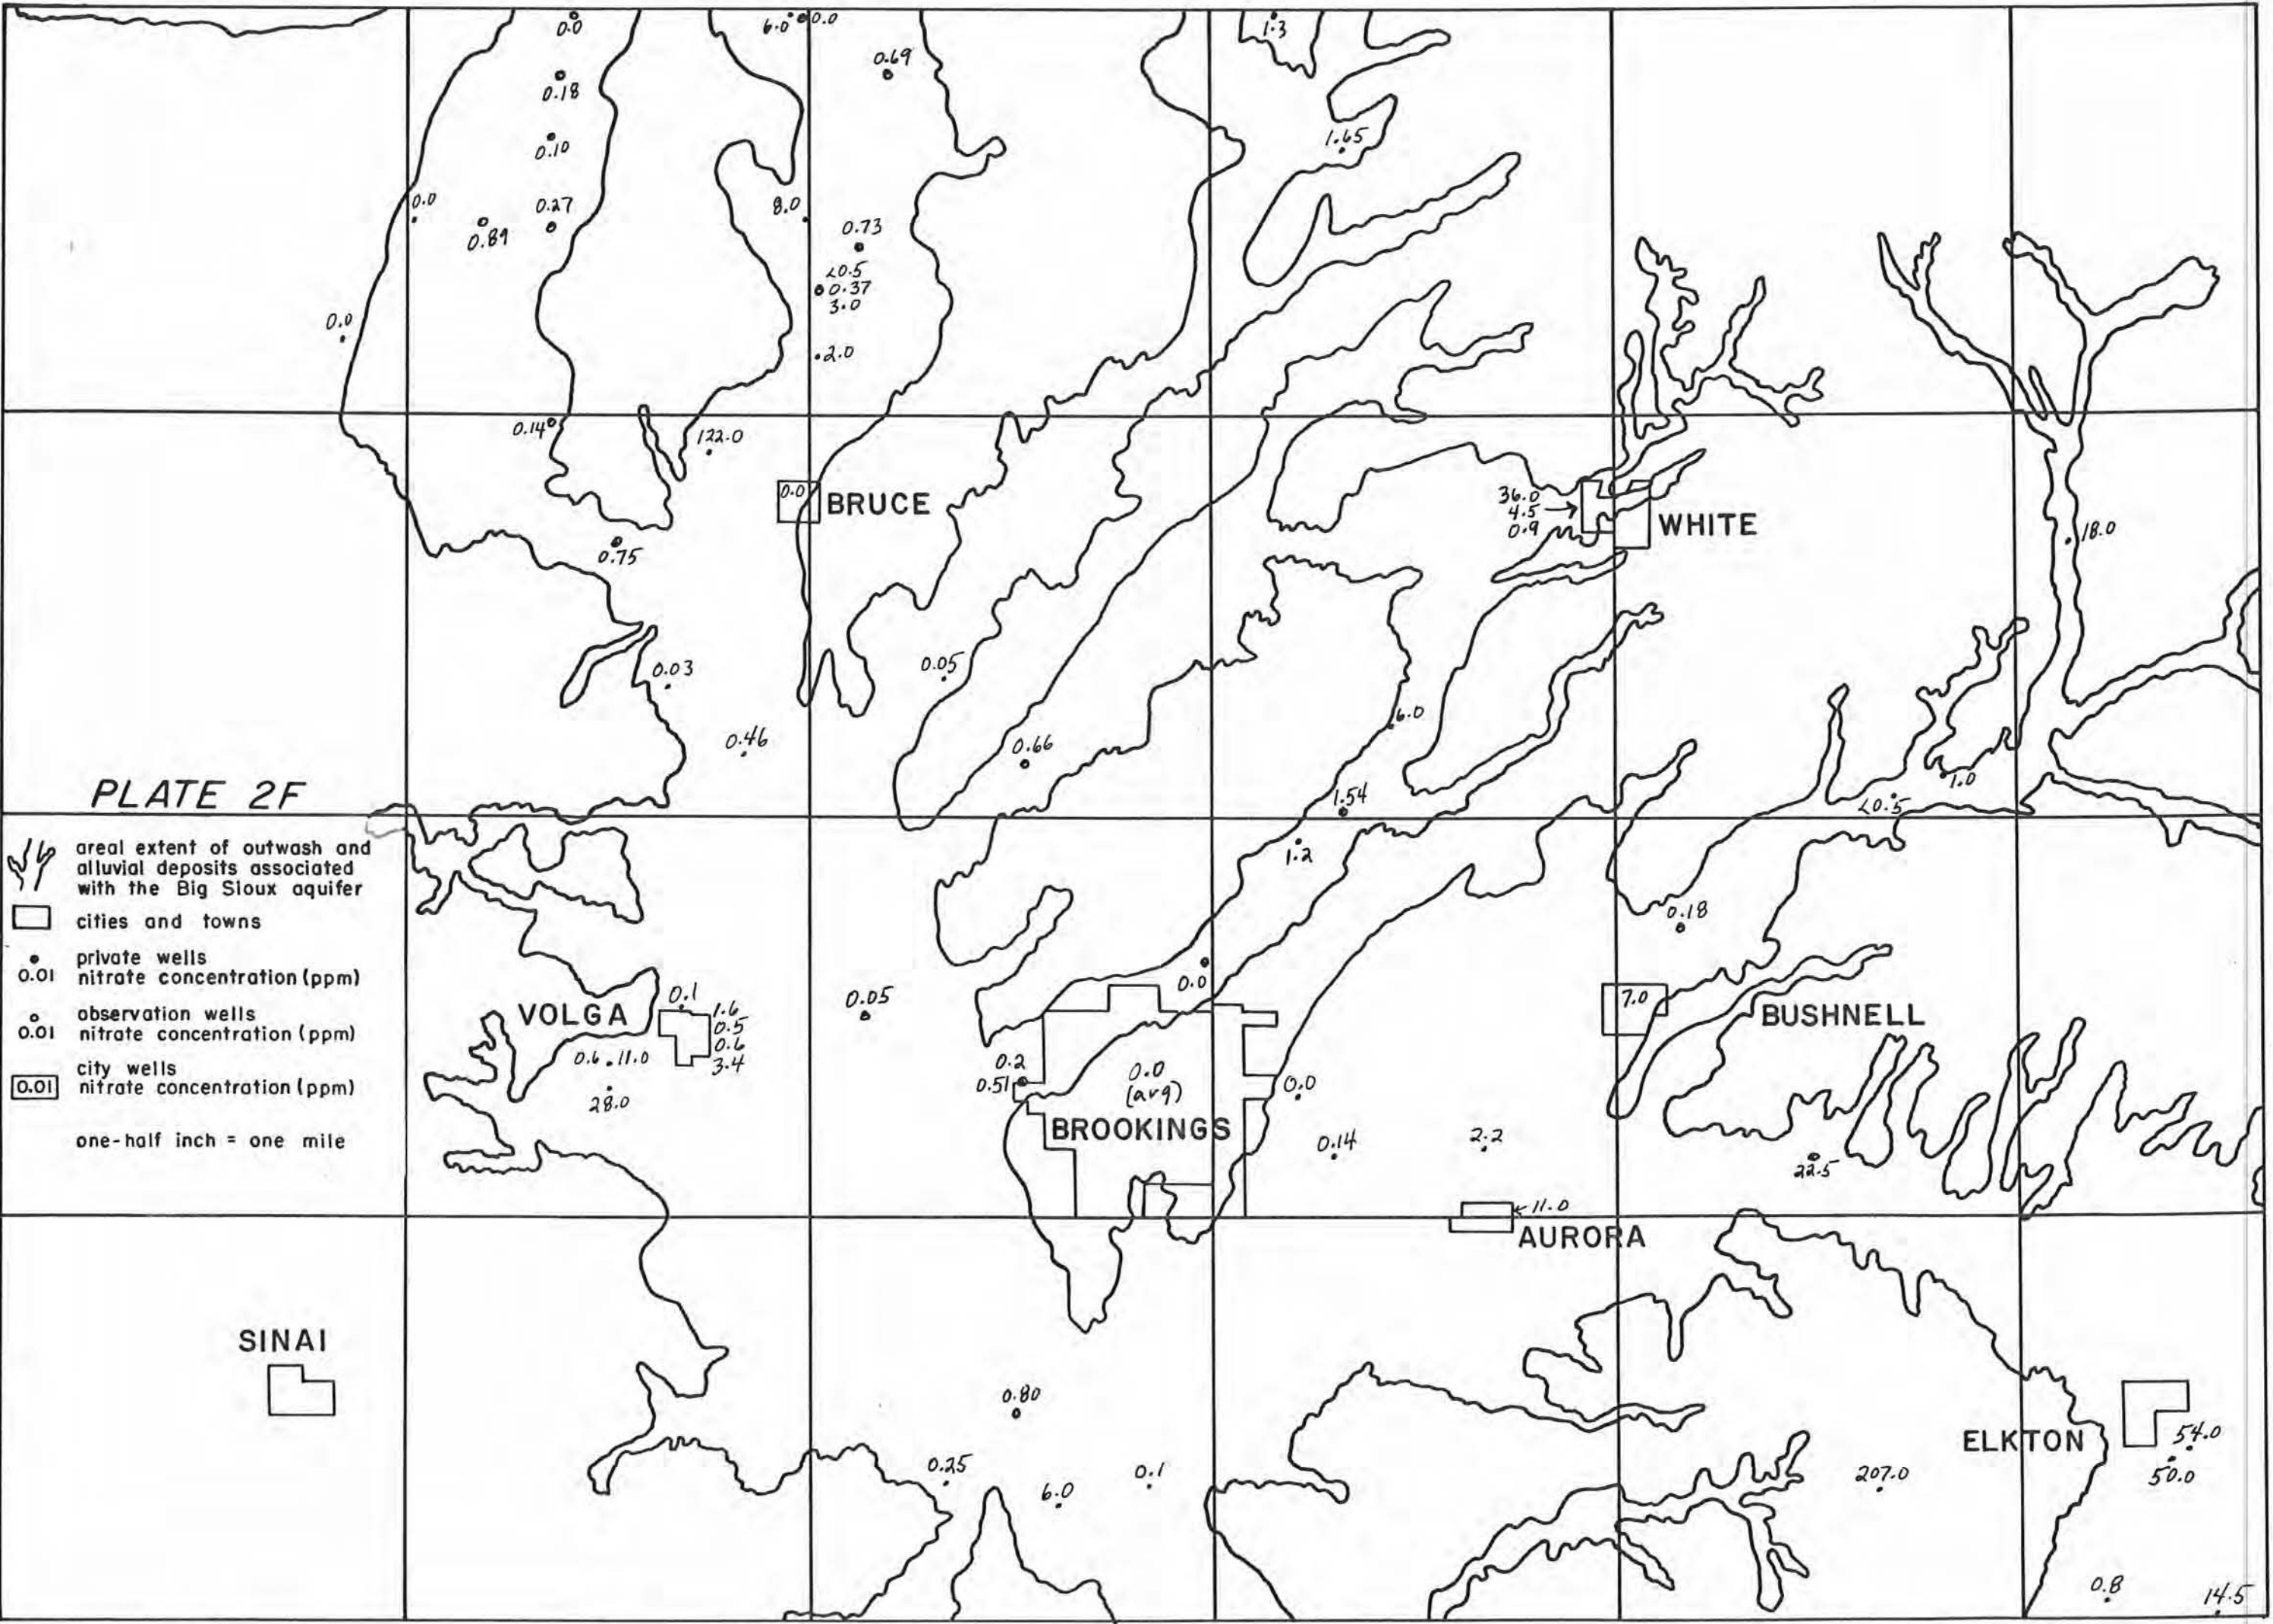 0.0
6.0 0.0
1.3
0.69
0.18
0.10
1.65
0.0
0.89
0.27
8.0
0.73
<0.5
0.37
3.0
0.0
2.0
0.14
122.0
0.0
BRUCE
36.0
4.5
0.9
WHITE
18.0
0.75
0.03
0.05
0.46
0.66
6.0
1.54
<0.5
1.0
PLATE 2F
areal extent of outwash and
alluvial deposits associated
with the Big Sioux aquifer
cities and towns
private wells
0.01 nitrate concentration (ppm)
observation wells
0.01 nitrate concentration (ppm)
city wells
0.01 nitrate concentration (ppm)
one-half inch = one mile
1.2
0.18
0.0
VOLGA
0.1
1.6
0.5
0.6
3.4
0.6 11.0
28.0
0.05
0.2
0.51
0.0
(avg)
BROOKINGS
0.0
0.14
2.2
7.0
BUSHNELL
22.5
11.0
AURORA
SINAI
0.80
0.25
6.0
0.1
207.0
ELKTON
54.0
50.0
0.8
14.5